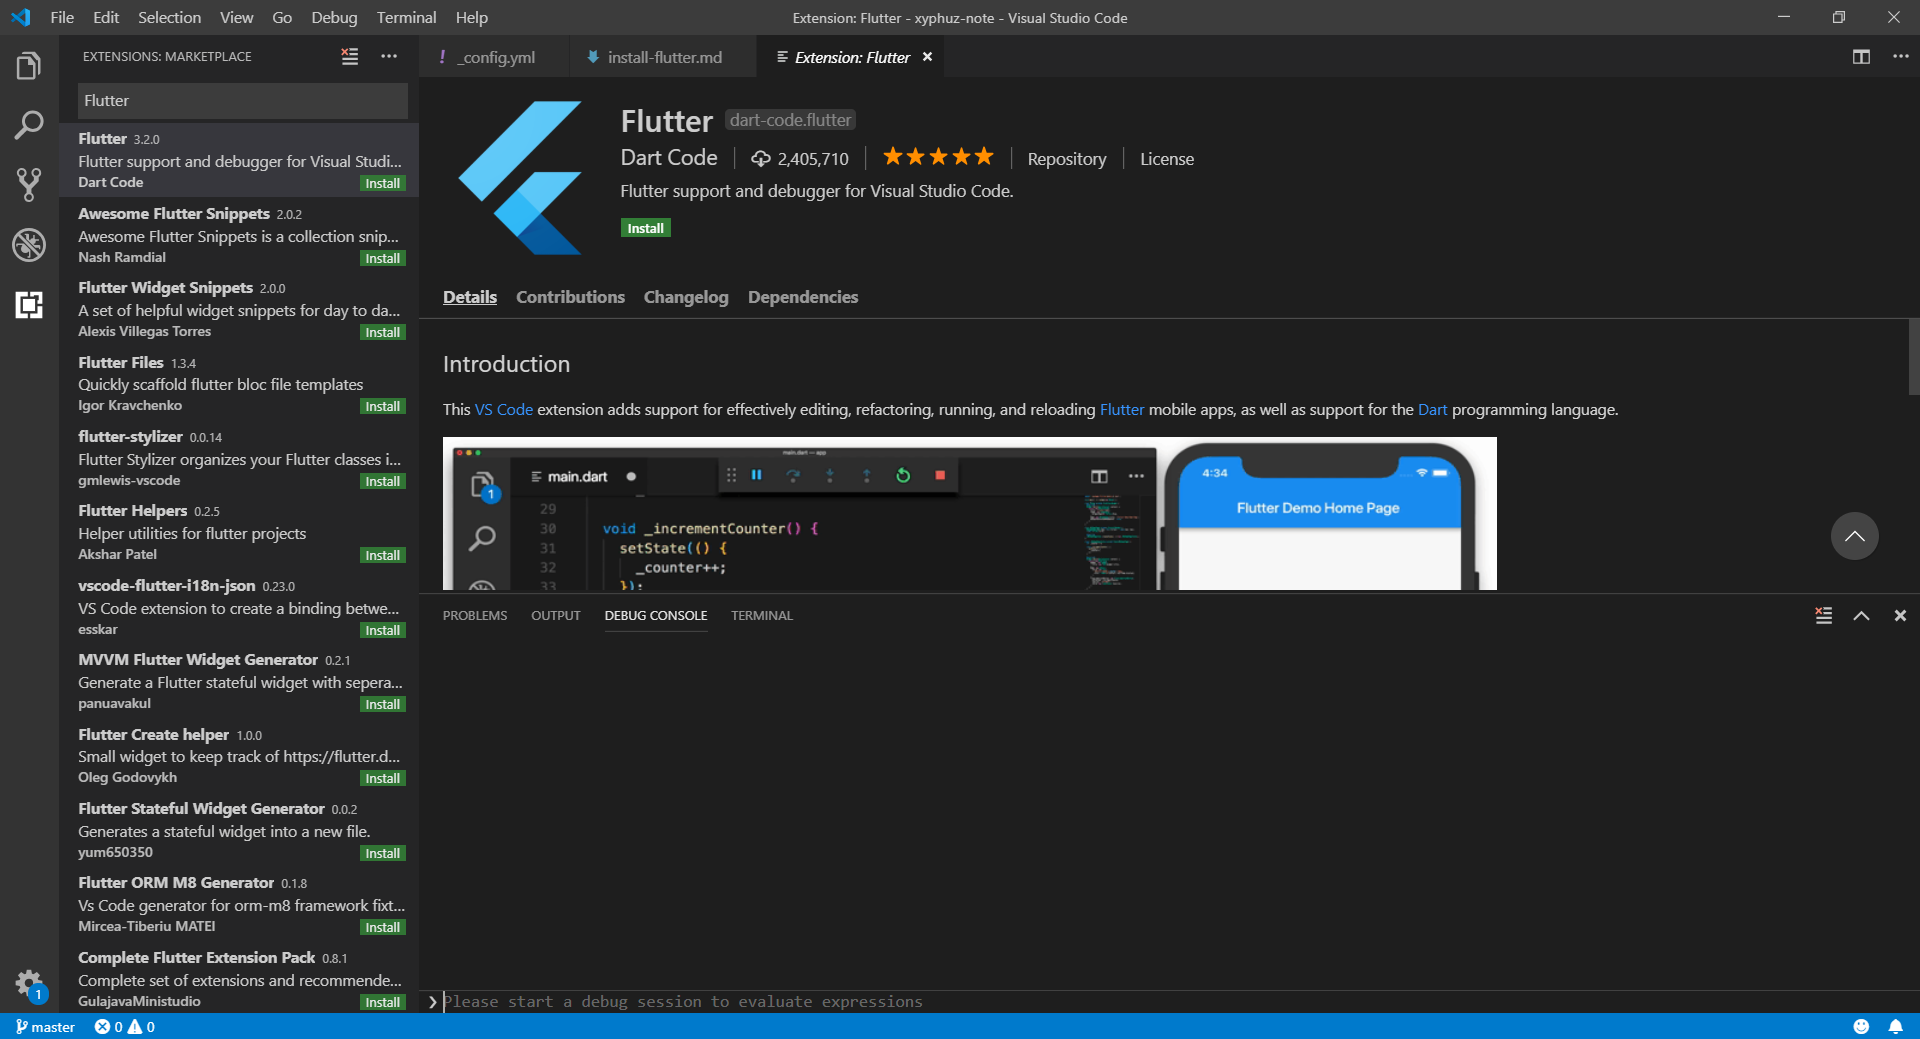 File Edit Selection View Go Debug Terminal Help
Extension: Flutter - xyphuz-note - Visual Studio Code
EXTENSIONS: MARKETPLACE
Flutter
Flutter 3.2.0
Flutter support and debugger for Visual Studi...
Dart Code Install
Awesome Flutter Snippets 2.0.2
Awesome Flutter Snippets is a collection snip...
Nash Ramdial Install
Flutter Widget Snippets 2.0.0
A set of helpful widget snippets for day to da...
Alexis Villegas Torres Install
Flutter Files 1.3.4
Quickly scaffold flutter bloc file templates
Igor Kravchenko Install
flutter-stylizer 0.0.14
Flutter Stylizer organizes your Flutter classes i...
gmlewis-vscode Install
Flutter Helpers 0.2.5
Helper utilities for flutter projects
Akshar Patel Install
vscode-flutter-i18n-json 0.23.0
VS Code extension to create a binding betwe...
esskar Install
MVVM Flutter Widget Generator 0.2.1
Generate a Flutter stateful widget with sepera...
panuavakul Install
Flutter Create helper 1.0.0
Small widget to keep track of https://flutter.d...
Oleg Godovykh Install
Flutter Stateful Widget Generator 0.0.2
Generates a stateful widget into a new file.
yum650350 Install
Flutter ORM M8 Generator 0.1.8
Vs Code generator for orm-m8 framework fixt...
Mircea-Tiberiu MATEI Install
Complete Flutter Extension Pack 0.8.1
Complete set of extensions and recommende...
GulajavaMinistudio Install
1
! _config.yml install-flutter.md Extension: Flutter
Flutter dart-code.flutter
Dart Code 2,405,710 Repository License
Flutter support and debugger for Visual Studio Code.
Install
Details Contributions Changelog Dependencies
Introduction
This VS Code extension adds support for effectively editing, refactoring, running, and reloading Flutter mobile apps, as well as support for the Dart programming language.
main.dart — app
main.dart
1
29
30 void _incrementCounter() {
31 setState(() {
32 _counter++;
33 });
4:34
Flutter Demo Home Page
PROBLEMS OUTPUT DEBUG CONSOLE TERMINAL
Please start a debug session to evaluate expressions
master 0 0